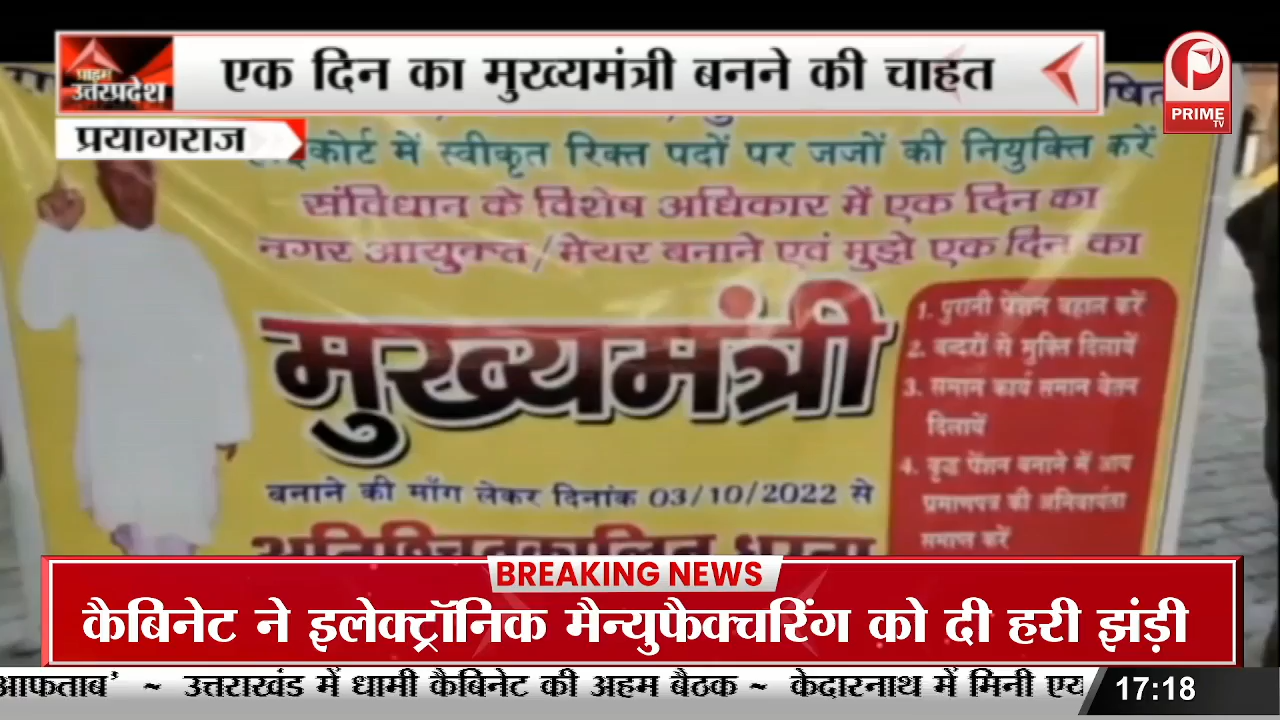 प्राइम
उत्तरप्रदेश
एक दिन का मुख्यमंत्री बनने की चाहत
PRIME
TV
प्रयागराज
में स्वीकृत रिक्त पदों पर जजों की नियुक्ति करें
संविधान के विशेष अधिकार में एक दिन का
नगर आयुक्त/मेयर बनाने एवं मुझे एक दिन का
मुख्यमंत्री
बनाने की माँग लेकर दिनांक 03/10/2022 से
1. पुरानी पेंशन बहाल करें
2. बन्दरों से मुक्ति दिलायें
3. समान कार्य समान वेतन
दिलायें
4. वृद्ध पेंशन बनाने में आय
प्रमाणपत्र की अनिवार्यता
समाप्त करें
BREAKING NEWS
कैबिनेट ने इलेक्ट्रॉनिक मैन्युफैक्चरिंग को दी हरी झंड़ी
आफताब’ ~ उत्तराखंड में धामी कैबिनेट की अहम बैठक ~ केदारनाथ में मिनी
17:18